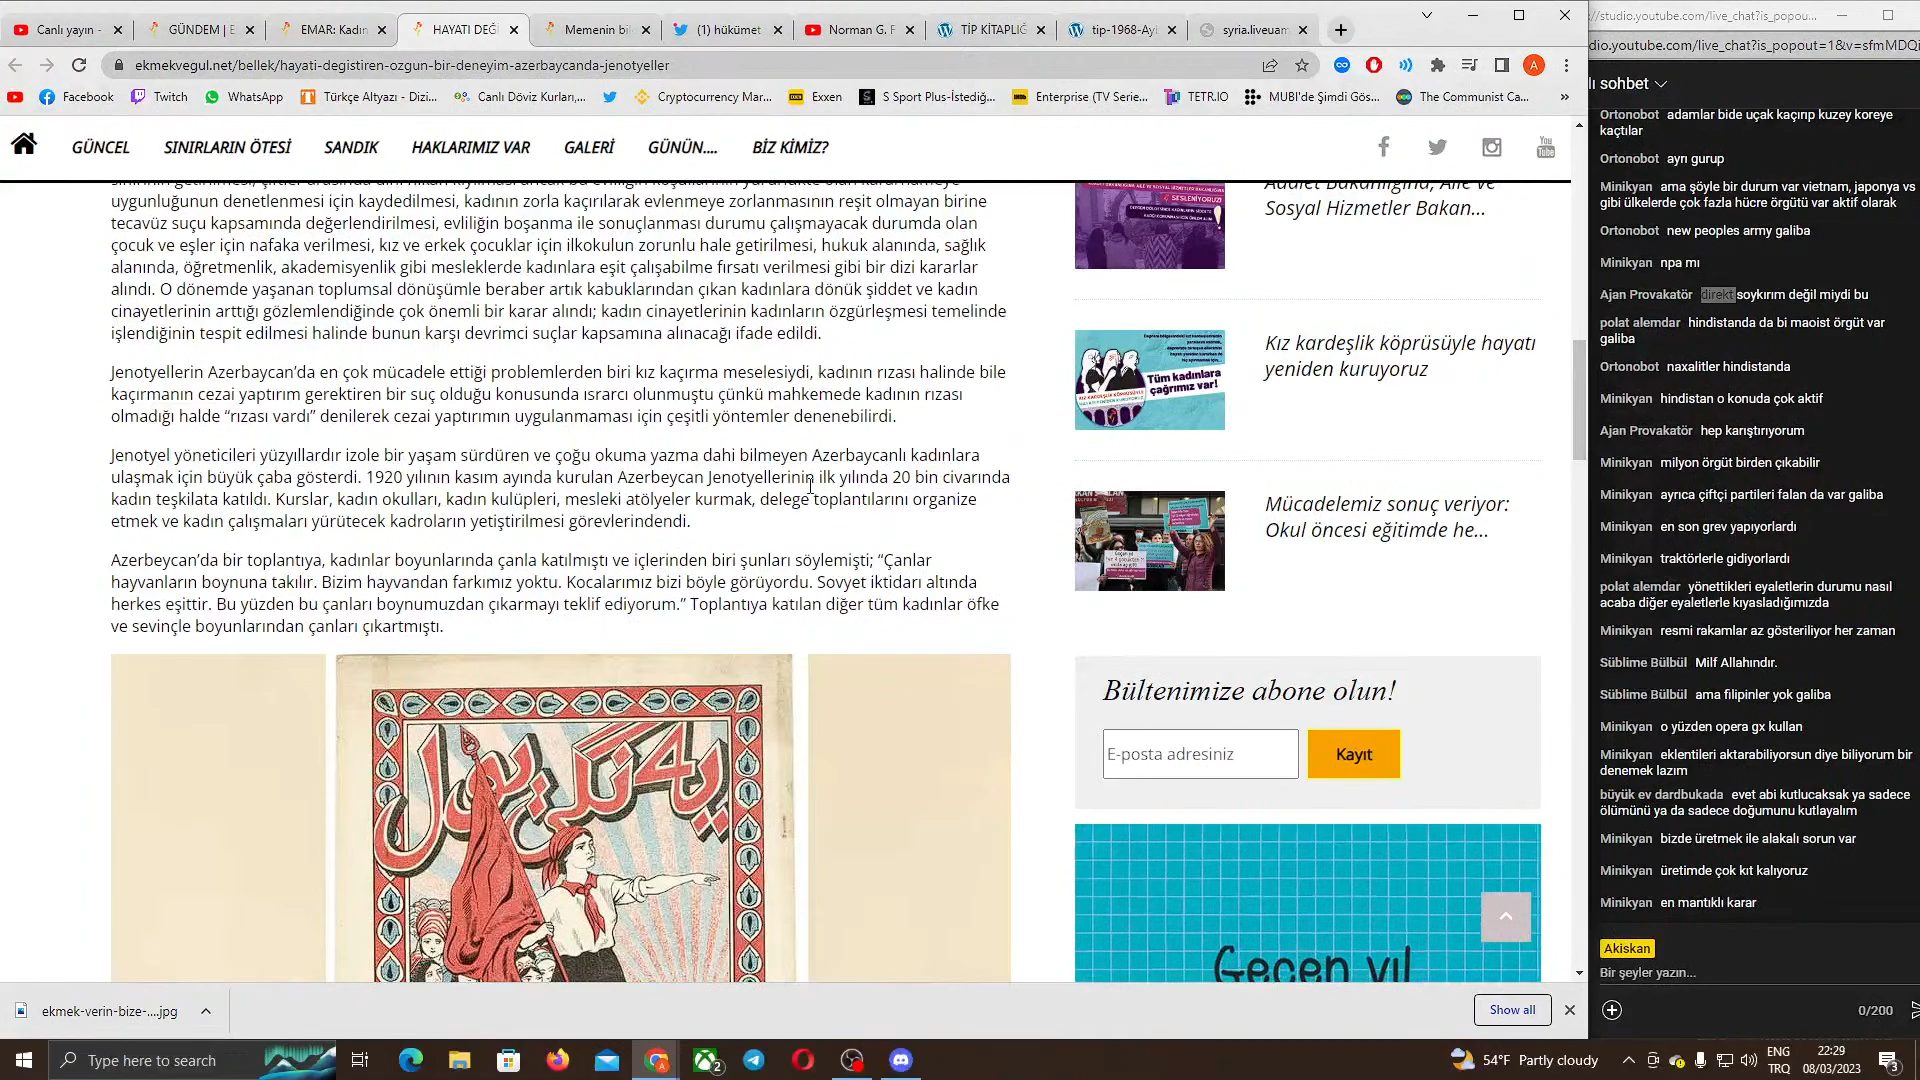 Canlı yayın -
GÜNDEM | E
EMAR: Kadın
HAYATI DEĞİ
Memenin bi
(1) hükümet
Norman G. F
TİP KİTAPLIĞ
tip-1968-Ayl
syria.liveuam
//studio.youtube.com/live_chat?is_popou...
ekmekvegul.net/bellek/hayati-degistiren-ozgun-bir-deneyim-azerbaycanda-jenotyeller
A
dio.youtube.com/live_chat?is_popout=1&v=sfmMDQi
Facebook
Twitch
WhatsApp
Türkçe Altyazı - Dizi...
Canlı Döviz Kurları,...
Cryptocurrency Mar...
Exxen
S Sport Plus-İstediğ...
Enterprise (TV Serie...
TETR.IO
MUBI'de Şimdi Gös...
The Communist Ca...
»
GÜNCEL
SINIRLARIN ÖTESİ
SANDIK
HAKLARIMIZ VAR
GALERİ
GÜNÜN....
BİZ KİMİZ?
You
Tube
uygunluğunun denetlenmesi için kaydedilmesi, kadının zorla kaçırılarak evlenmeye zorlanmasının reşit olmayan birine
tecavüz suçu kapsamında değerlendirilmesi, evliliğin boşanma ile sonuçlanması durumu çalışmayacak durumda olan
çocuk ve eşler için nafaka verilmesi, kız ve erkek çocuklar için ilkokulun zorunlu hale getirilmesi, hukuk alanında, sağlık
alanında, öğretmenlik, akademisyenlik gibi mesleklerde kadınlara eşit çalışabilme fırsatı verilmesi gibi bir dizi kararlar
alındı. O dönemde yaşanan toplumsal dönüşümle beraber artık kabuklarından çıkan kadınlara dönük şiddet ve kadın
cinayetlerinin arttığı gözlemlendiğinde çok önemli bir karar alındı; kadın cinayetlerinin kadınların özgürleşmesi temelinde
işlendiğinin tespit edilmesi halinde bunun karşı devrimci suçlar kapsamına alınacağı ifade edildi.
Jenotyellerin Azerbaycan’da en çok mücadele ettiği problemlerden biri kız kaçırma meselesiydi, kadının rızası halinde bile
kaçırmanın cezai yaptırım gerektiren bir suç olduğu konusunda ısrarcı olunmuştu çünkü mahkemede kadının rızası
olmadığı halde “rızası vardı” denilerek cezai yaptırımın uygulanmaması için çeşitli yöntemler denenebilirdi.
Jenotyel yöneticileri yüzyıllardır izole bir yaşam sürdüren ve çoğu okuma yazma dahi bilmeyen Azerbaycanlı kadınlara
ulaşmak için büyük çaba gösterdi. 1920 yılının kasım ayında kurulan Azerbeycan Jenotyellerinin ilk yılında 20 bin civarında
kadın teşkilata katıldı. Kurslar, kadın okulları, kadın kulüpleri, mesleki atölyeler kurmak, delege toplantılarını organize
etmek ve kadın çalışmaları yürütecek kadroların yetiştirilmesi görevlerindendi.
Azerbeycan’da bir toplantıya, kadınlar boyunlarında çanla katılmıştı ve içlerinden biri şunları söylemişti; “Çanlar
hayvanların boynuna takılır. Bizim hayvandan farkımız yoktu. Kocalarımız bizi böyle görüyordu. Sovyet iktidarı altında
herkes eşittir. Bu yüzden bu çanları boynumuzdan çıkarmayı teklif ediyorum.” Toplantıya katılan diğer tüm kadınlar öfke
ve sevinçle boyunlarından çanları çıkartmıştı.
Adalet Bakanlığına, Aile ve
Sosyal Hizmetler Bakan...
SESLENİYORUZ
Tüm kadınlara
çağrımız var!
Kız kardeşlik köprüsüyle hayatı
yeniden kuruyoruz
Mücadelemiz sonuç veriyor:
Okul öncesi eğitimde he...
Bültenimize abone olun!
E-posta adresiniz
Kayıt
Geçen yıl
lı sohbet
Ortonobot adamlar bide uçak kaçırıp kuzey koreye
kaçtılar
Ortonobot ayrı gurup
Minikyan ama şöyle bir durum var vietnam, japonya vs
gibi ülkelerde çok fazla hücre örgütü var aktif olarak
Ortonobot new peoples army galiba
Minikyan npa mı
Ajan Provakatör direkt soykırım değil miydi bu
polat alemdar hindistanda da bi maoist örgüt var
galiba
Ortonobot naxalitler hindistanda
Minikyan hindistan o konuda çok aktif
Ajan Provakatör hep karıştırıyorum
Minikyan milyon örgüt birden çıkabilir
Minikyan ayrıca çiftçi partileri falan da var galiba
Minikyan en son grev yapıyorlardı
Minikyan traktörlerle gidiyorlardı
polat alemdar yönettikleri eyaletlerin durumu nasıl
acaba diğer eyaletlerle kıyasladığımızda
Minikyan resmi rakamlar az gösteriliyor her zaman
Süblime Bülbül Milf Allahındır.
Süblime Bülbül ama filipinler yok galiba
Minikyan o yüzden opera gx kullan
Minikyan eklentileri aktarabiliyorsun diye biliyorum bir
denemek lazım
büyük ev dardbukada evet abi kutlucaksak ya sadece
ölümünü ya da sadece doğumunu kutlayalım
Minikyan bizde üretmek ile alakalı sorun var
Minikyan üretimde çok kıt kalıyoruz
Minikyan en mantıklı karar
Akiskan
Bir şeyler yazın...
0/200
ekmek-verin-bize-....jpg
Show all
Type here to search
2
54°F Partly cloudy
ENG
TRQ
22:29
08/03/2023
3